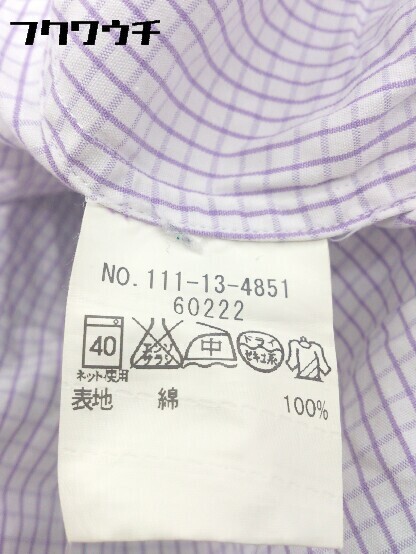 フクワウチ
NO. 111-13-4851
60222
40 エンソサラシ 中 ドライ セキユ系
ネット使用
表地 綿 100%